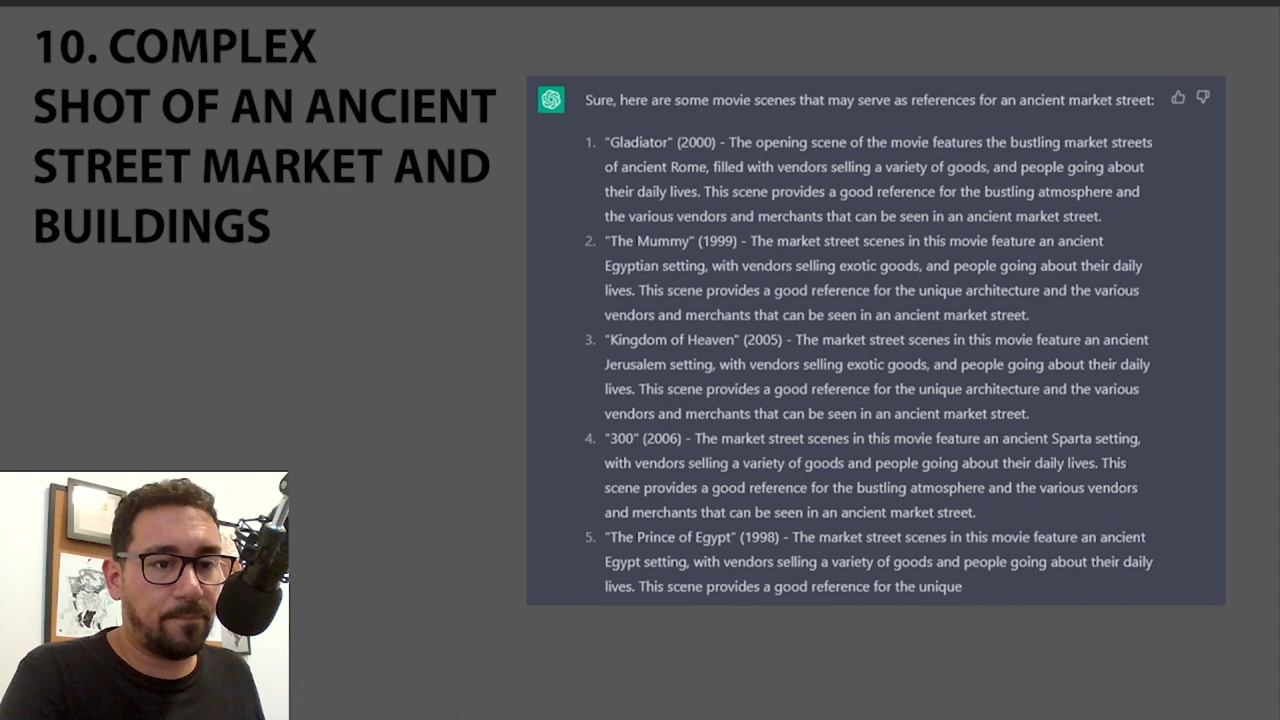 10. COMPLEX
SHOT OF AN ANCIENT
STREET MARKET AND
BUILDINGS
Sure, here are some movie scenes that may serve as references for an ancient market street:
1. "Gladiator" (2000) - The opening scene of the movie features the bustling market streets
of ancient Rome, filled with vendors selling a variety of goods, and people going about
their daily lives. This scene provides a good reference for the bustling atmosphere and
the various vendors and merchants that can be seen in an ancient market street.
2. "The Mummy" (1999) - The market street scenes in this movie feature an ancient
Egyptian setting, with vendors selling exotic goods, and people going about their daily
lives. This scene provides a good reference for the unique architecture and the various
vendors and merchants that can be seen in an ancient market street.
3. "Kingdom of Heaven" (2005) - The market street scenes in this movie feature an ancient
Jerusalem setting, with vendors selling exotic goods, and people going about their daily
lives. This scene provides a good reference for the unique architecture and the various
vendors and merchants that can be seen in an ancient market street.
4. "300" (2006) - The market street scenes in this movie feature an ancient Sparta setting,
with vendors selling a variety of goods and people going about their daily lives. This
scene provides a good reference for the bustling atmosphere and the various vendors
and merchants that can be seen in an ancient market street.
5. "The Prince of Egypt" (1998) - The market street scenes in this movie feature an ancient
Egypt setting, with vendors selling a variety of goods and people going about their daily
lives. This scene provides a good reference for the unique